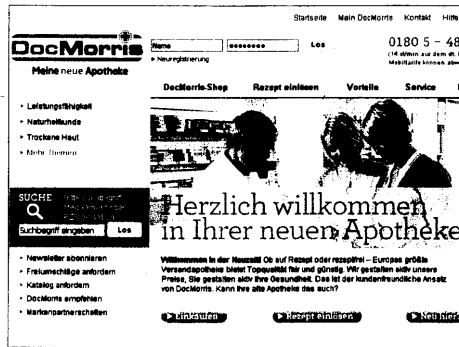 Startseite Mein DocMorris Kontakt Hilfe
DocMorris
Meine neue Apotheke
Name
Los
0180 5 - 48
▸ Neuregistrierung
DocMorris-Shop Rezept einlösen Vorteile Service
▸ Leistungsfähigkeit
▸ Naturheilkunde
▸ Trockene Haut
▸ Mehr Themen
SUCHE
Suchbegriff eingeben Los
Herzlich willkommen
in Ihrer neuen Apotheke
▸ Newsletter abonnieren
▸ Freiumschläge anfordern
▸ Katalog anfordern
▸ DocMorris empfehlen
▸ Markenpartnerschaften
Willkommen in der Neuzeit! Ob auf Rezept oder rezeptfrei – Europas größte
Versandapotheke bietet Topqualität fair und günstig. Wir gestalten aktiv unsere
Preise, Sie gestalten aktiv Ihre Gesundheit. Das ist der kundenfreundliche Ansatz
von DocMorris. Kann Ihre alte Apotheke das auch?
Einkaufen Rezept einlösen